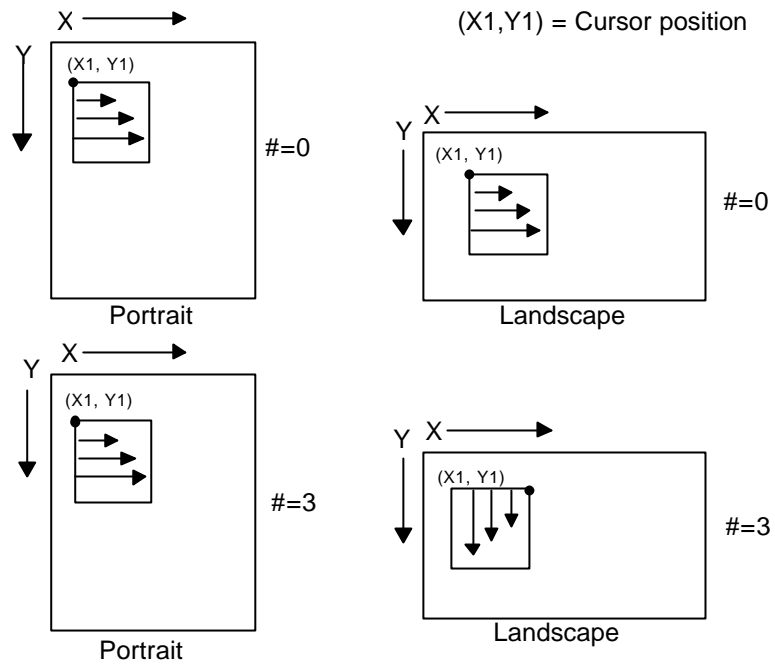 X
(X1,Y1) = Cursor position
Y
(X1, Y1)
#=0
Portrait
X
Y
(X1, Y1)
#=0
Landscape
X
Y
(X1, Y1)
#=3
Portrait
X
Y
(X1, Y1)
#=3
Landscape